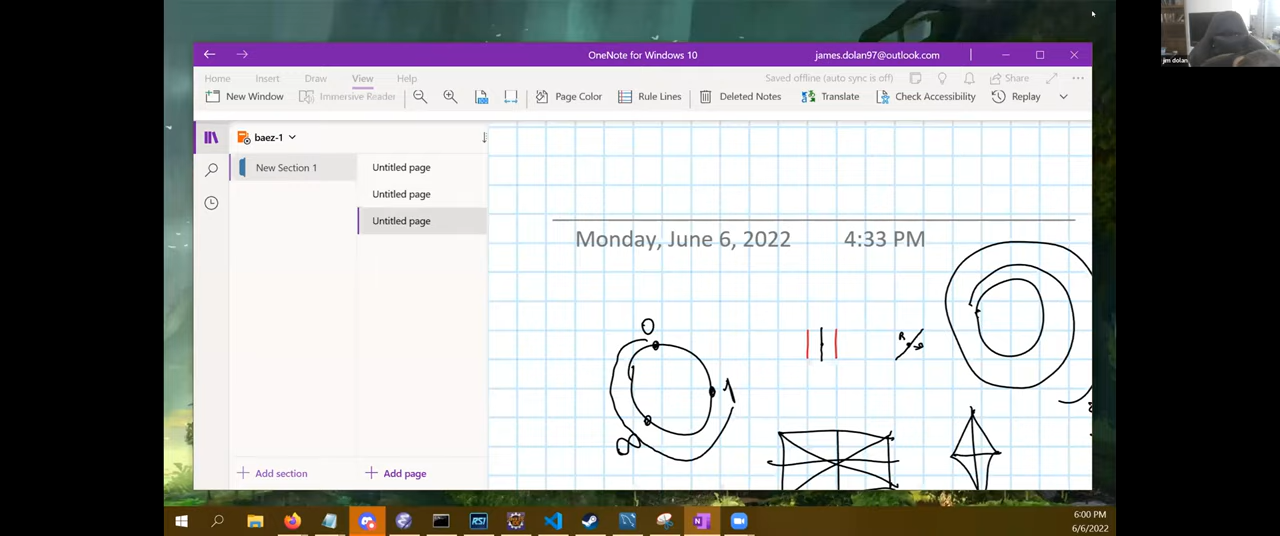 OneNote for Windows 10
james.dolan97@outlook.com
Home Insert Draw View Help
Saved offline (auto sync is off)
Share
New Window
Immersive Reader
Page Color
Rule Lines
Deleted Notes
Translate
Check Accessibility
Replay
baez-1
New Section 1
Untitled page
Untitled page
Untitled page
Monday, June 6, 2022 4:33 PM
0
1
∞
R
Add section
Add page
jim dolan
RSI
N
6:00 PM
6/6/2022